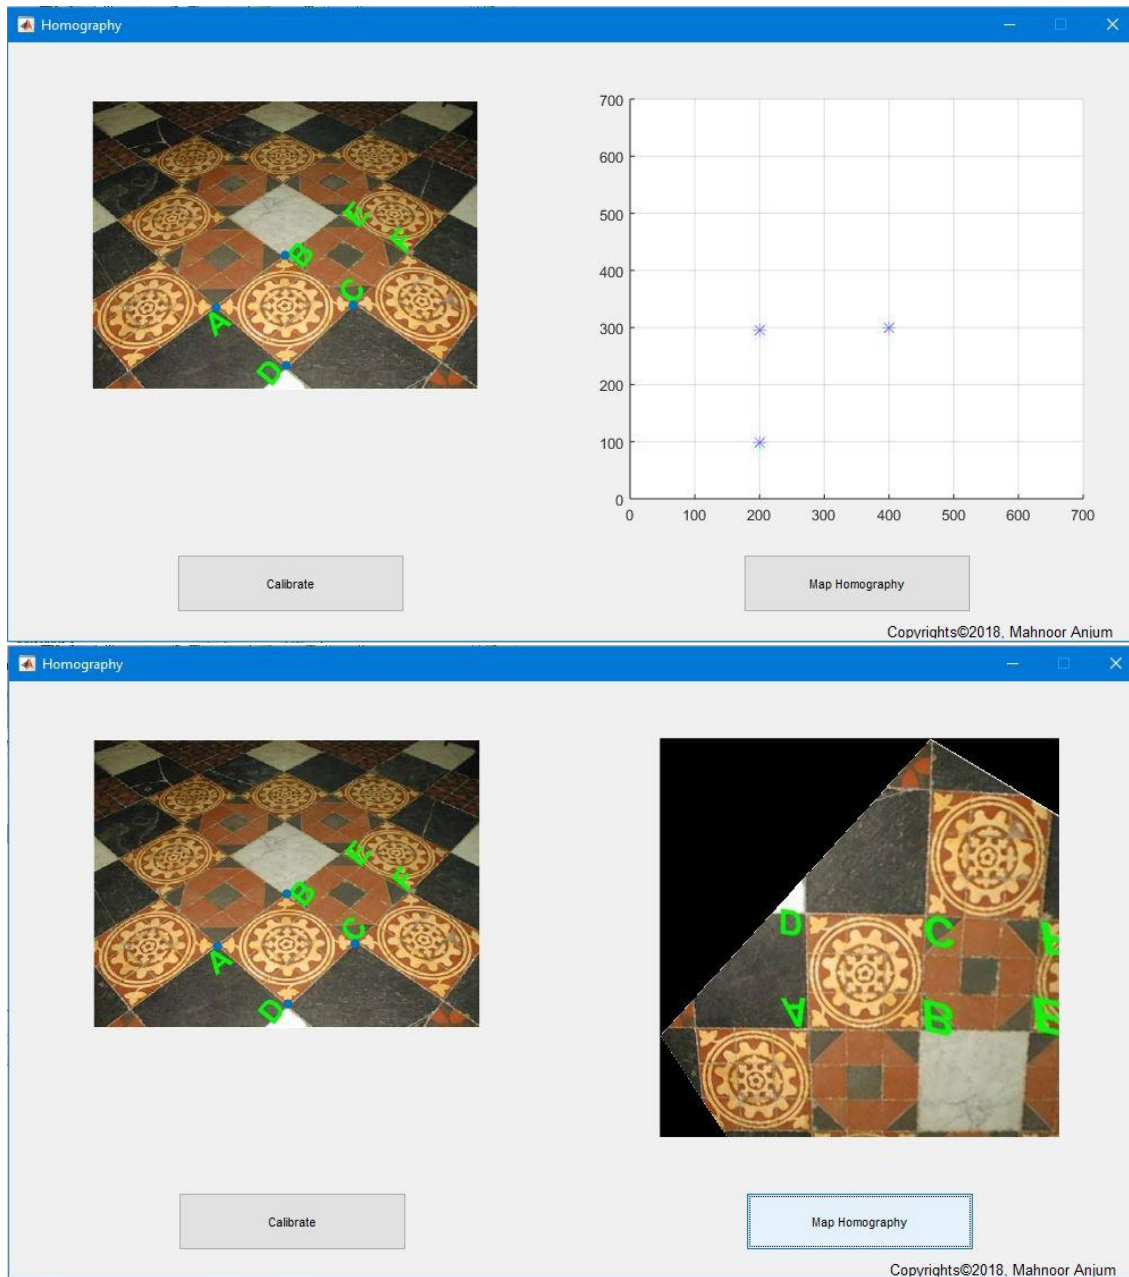 Homography
E
B
F
C
A
D
700
600
500
400
300
200
100
0
0 100 200 300 400 500 600 700
Calibrate
Map Homography
Copyrights©2018, Mahnoor Anjum
Homography
E
B
F
C
A
D
D
C
A
B
Calibrate
Map Homography
Copyrights©2018, Mahnoor Anjum